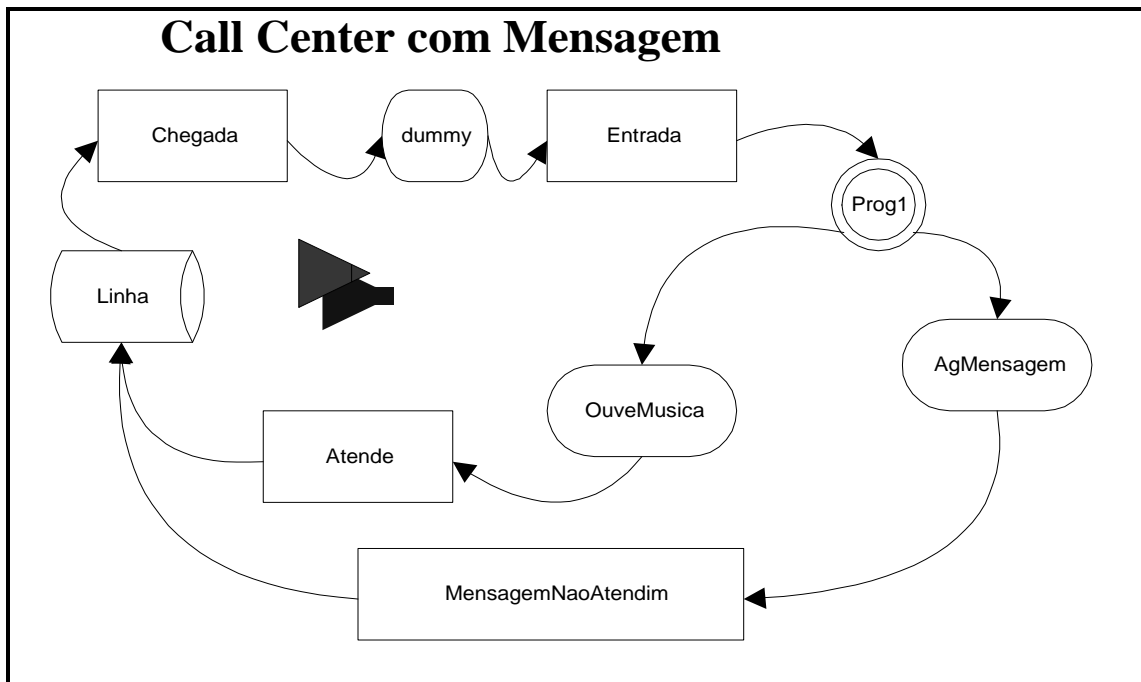 Call Center com Mensagem
Chegada
dummy
Entrada
Prog1
Linha
AgMensagem
OuveMusica
Atende
MensagemNaoAtendim